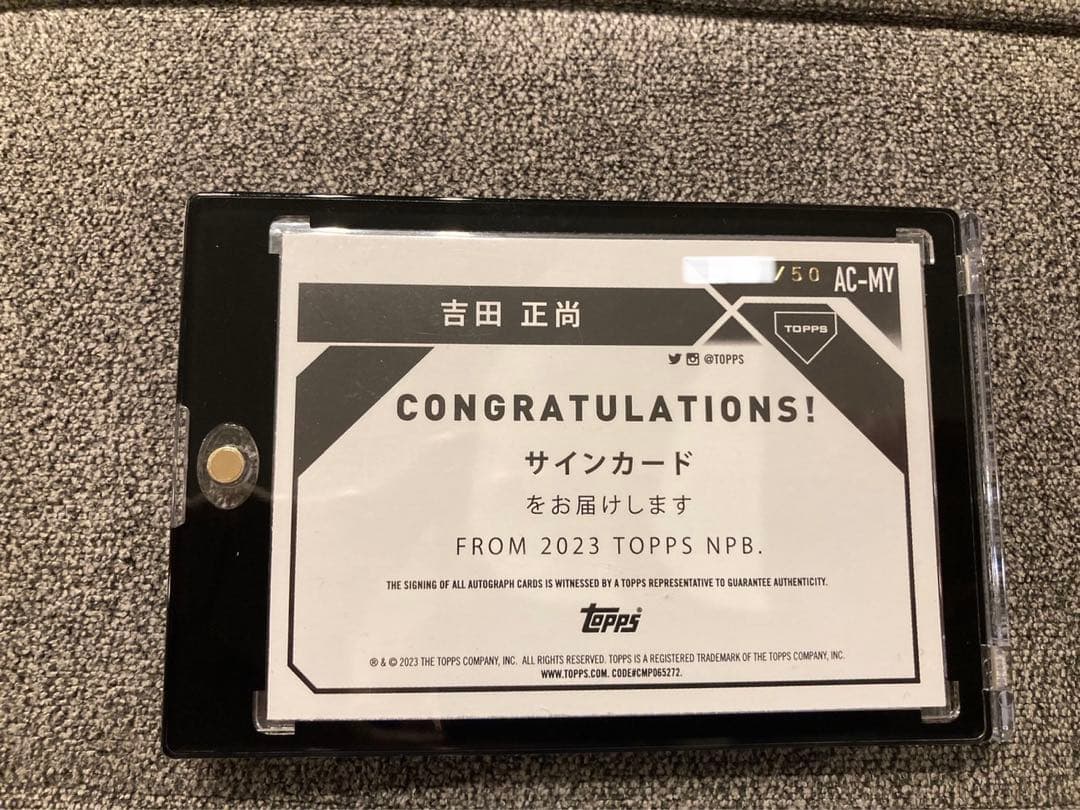 /50 AC-MY
吉田 正尚
TOPPS
@TOPPS
CONGRATULATIONS!
サインカード
をお届けします
FROM 2023 TOPPS NPB.
THE SIGNING OF ALL AUTOGRAPH CARDS IS WITNESSED BY A TOPPS REPRESENTATIVE TO GUARANTEE AUTHENTICITY.
Topps®
® & © 2023 THE TOPPS COMPANY, INC. ALL RIGHTS RESERVED. TOPPS IS A REGISTERED TRADEMARK OF THE TOPPS COMPANY, INC.
WWW.TOPPS.COM. CODE#CMP065272.